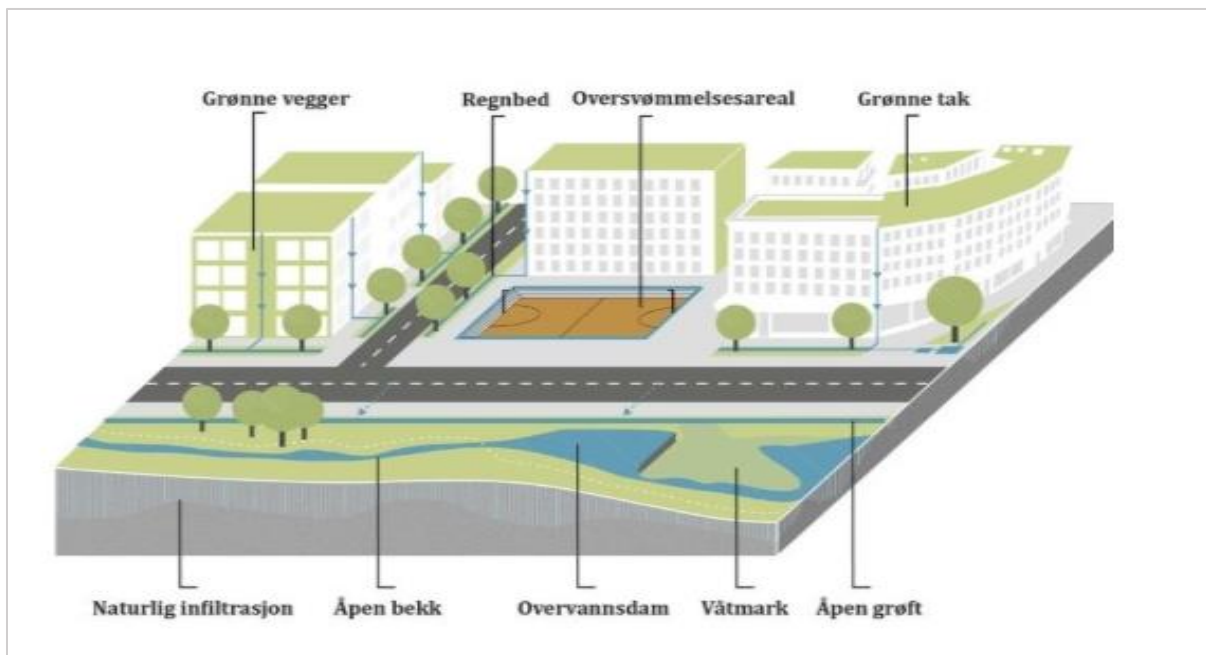 Grønne vegger
Regnbed
Oversvømmelsesareal
Grønne tak
Naturlig infiltrasjon
Åpen bekk
Overvannsdam
Våtmark
Åpen grøft